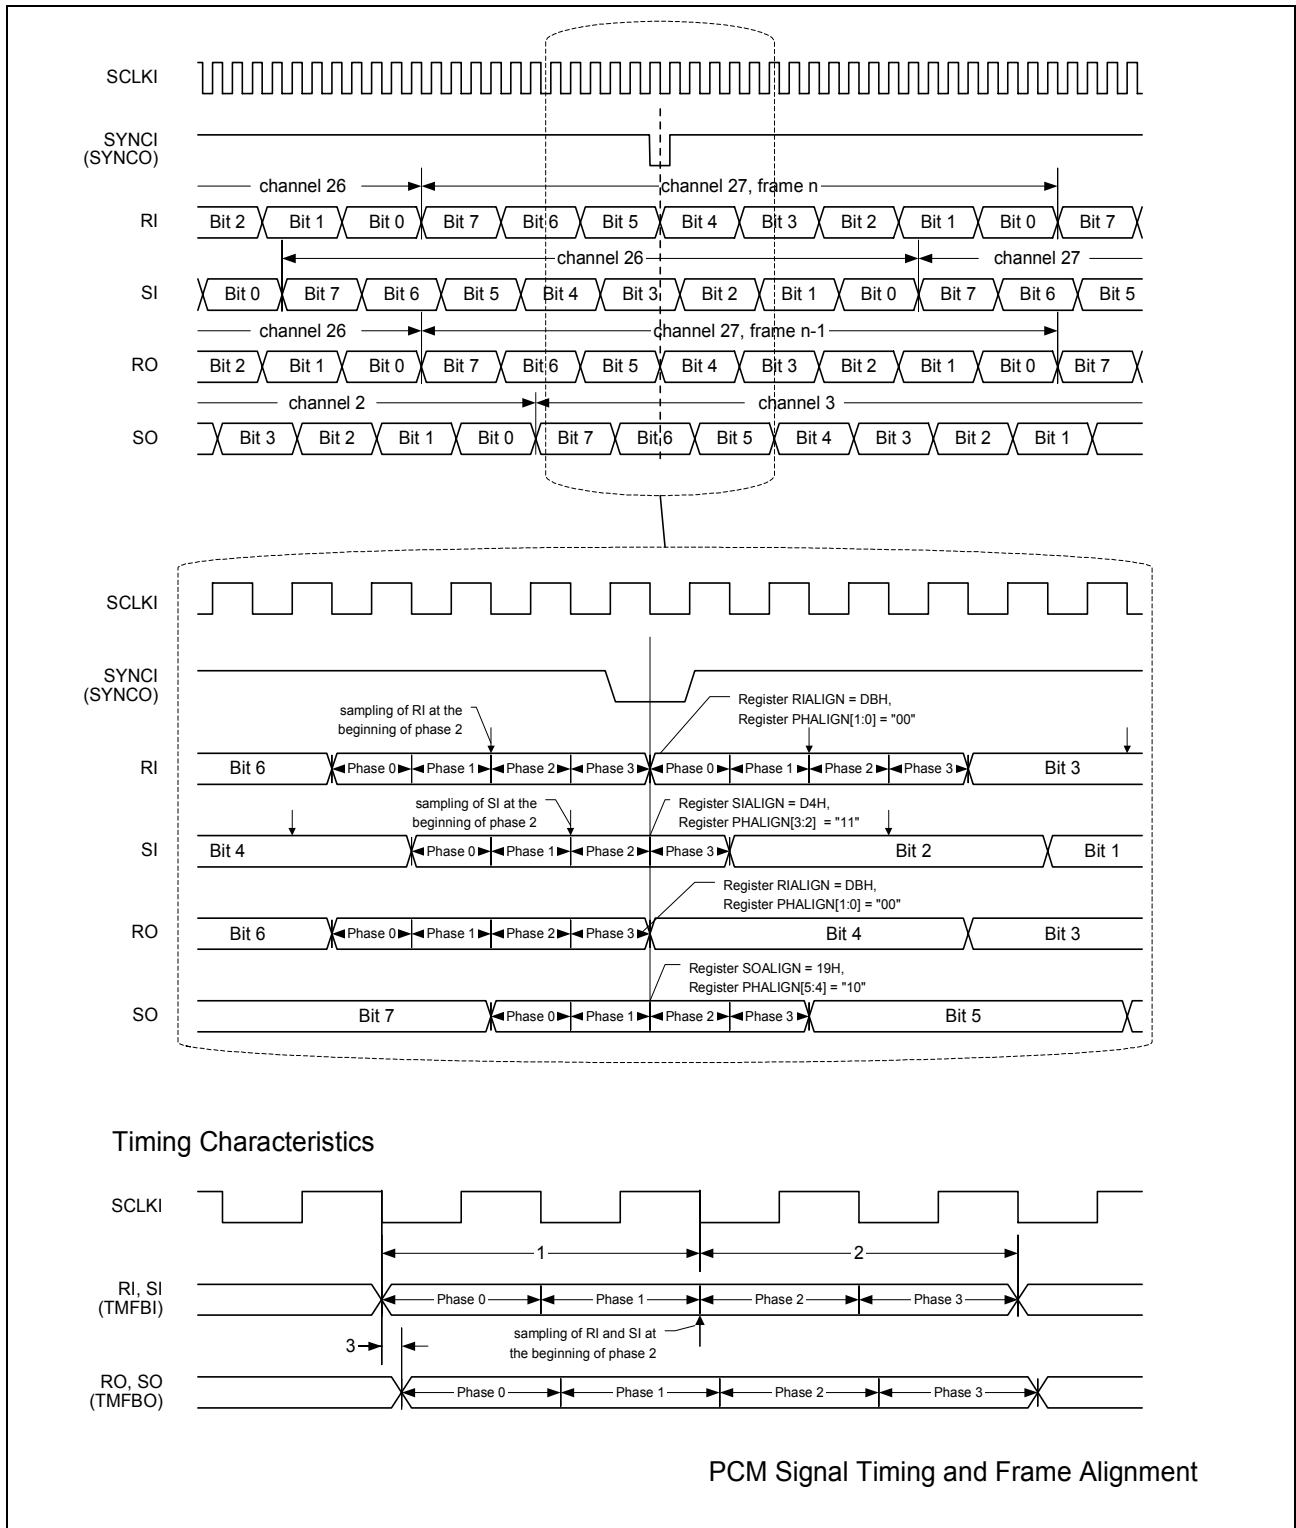 SCLKI
SYNCI
(SYNCO)
channel 26
channel 27, frame n
RI
Bit 2 Bit 1 Bit 0 Bit 7 Bit 6 Bit 5 Bit 4 Bit 3 Bit 2 Bit 1 Bit 0 Bit 7
channel 26
channel 27
SI
Bit 0 Bit 7 Bit 6 Bit 5 Bit 4 Bit 3 Bit 2 Bit 1 Bit 0 Bit 7 Bit 6 Bit 5
channel 26
channel 27, frame n-1
RO
Bit 2 Bit 1 Bit 0 Bit 7 Bit 6 Bit 5 Bit 4 Bit 3 Bit 2 Bit 1 Bit 0 Bit 7
channel 2
channel 3
SO
Bit 3 Bit 2 Bit 1 Bit 0 Bit 7 Bit 6 Bit 5 Bit 4 Bit 3 Bit 2 Bit 1
SCLKI
SYNCI
(SYNCO)
sampling of RI at the
beginning of phase 2
Register RIALIGN = DBH,
Register PHALIGN[1:0] = "00"
RI
Bit 6 Phase 0 Phase 1 Phase 2 Phase 3 Phase 0 Phase 1 Phase 2 Phase 3 Bit 3
sampling of SI at the
beginning of phase 2
Register SIALIGN = D4H,
Register PHALIGN[3:2] = "11"
SI
Bit 4 Phase 0 Phase 1 Phase 2 Phase 3 Bit 2 Bit 1
Register RIALIGN = DBH,
Register PHALIGN[1:0] = "00"
RO
Bit 6 Phase 0 Phase 1 Phase 2 Phase 3 Bit 4 Bit 3
Register SOALIGN = 19H,
Register PHALIGN[5:4] = "10"
SO
Bit 7 Phase 0 Phase 1 Phase 2 Phase 3 Bit 5
Timing Characteristics
SCLKI
1
2
RI, SI
(TMFBI)
Phase 0 Phase 1 Phase 2 Phase 3
sampling of RI and SI at
the beginning of phase 2
3
RO, SO
(TMFBO)
Phase 0 Phase 1 Phase 2 Phase 3
PCM Signal Timing and Frame Alignment